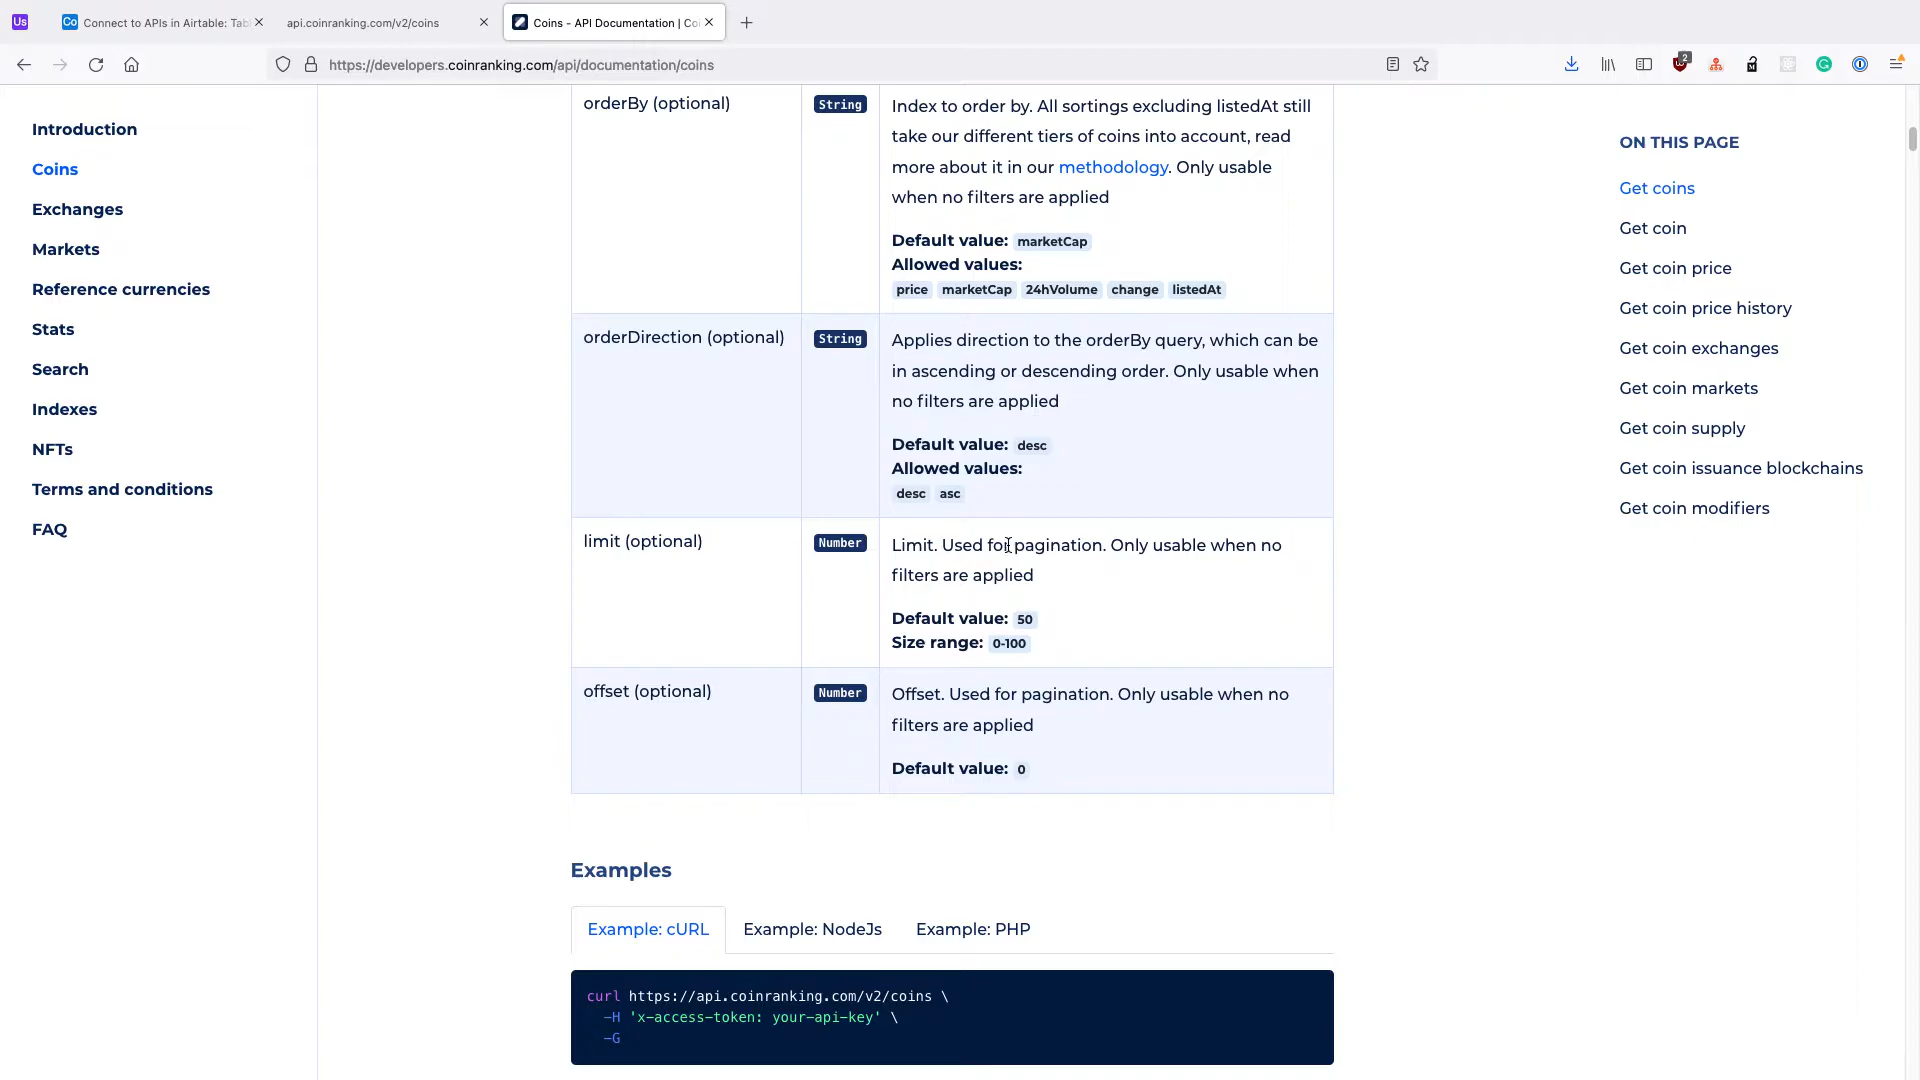 Us
Co Connect to APIs in Airtable: Tab
api.coinranking.com/v2/coins
Coins - API Documentation | Co
https://developers.coinranking.com/api/documentation/coins
2
Introduction
Coins
Exchanges
Markets
Reference currencies
Stats
Search
Indexes
NFTs
Terms and conditions
FAQ
orderBy (optional)
String
Index to order by. All sortings excluding listedAt still
take our different tiers of coins into account, read
more about it in our methodology. Only usable
when no filters are applied
Default value: marketCap
Allowed values:
price marketCap 24hVolume change listedAt
orderDirection (optional)
String
Applies direction to the orderBy query, which can be
in ascending or descending order. Only usable when
no filters are applied
Default value: desc
Allowed values:
desc asc
limit (optional)
Number
Limit. Used for pagination. Only usable when no
filters are applied
Default value: 50
Size range: 0-100
offset (optional)
Number
Offset. Used for pagination. Only usable when no
filters are applied
Default value: 0
Examples
Example: cURL Example: NodeJs Example: PHP
curl https://api.coinranking.com/v2/coins \
-H 'x-access-token: your-api-key' \
-G
ON THIS PAGE
Get coins
Get coin
Get coin price
Get coin price history
Get coin exchanges
Get coin markets
Get coin supply
Get coin issuance blockchains
Get coin modifiers